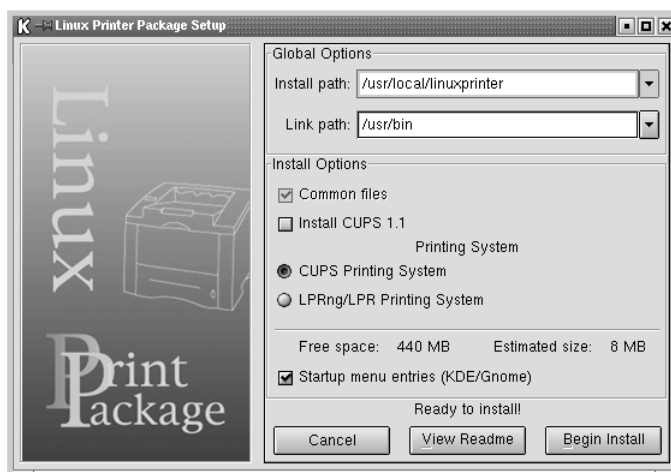 Linux Printer Package Setup
Linux
Print
Package
Global Options
Install path: /usr/local/linuxprinter
Link path: /usr/bin
Install Options
Common files
Install CUPS 1.1
Printing System
CUPS Printing System
LPRng/LPR Printing System
Free space: 440 MB Estimated size: 8 MB
Startup menu entries (KDE/Gnome)
Ready to install!
Cancel View Readme Begin Install